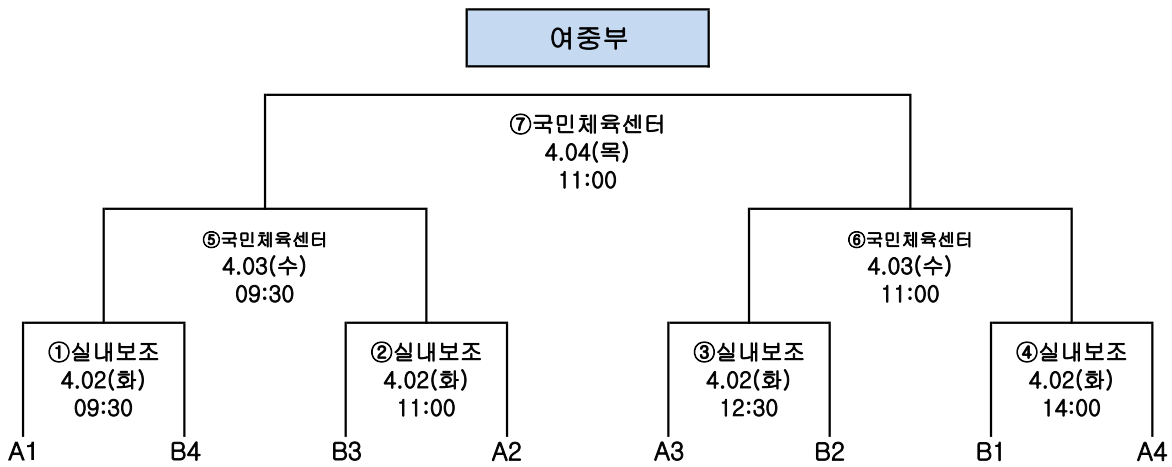 여중부
⑦국민체육센터
4.04(목)
11:00
⑤국민체육센터
4.03(수)
09:30
⑥국민체육센터
4.03(수)
11:00
①실내보조
4.02(화)
09:30
②실내보조
4.02(화)
11:00
③실내보조
4.02(화)
12:30
④실내보조
4.02(화)
14:00
A1
B4
B3
A2
A3
B2
B1
A4